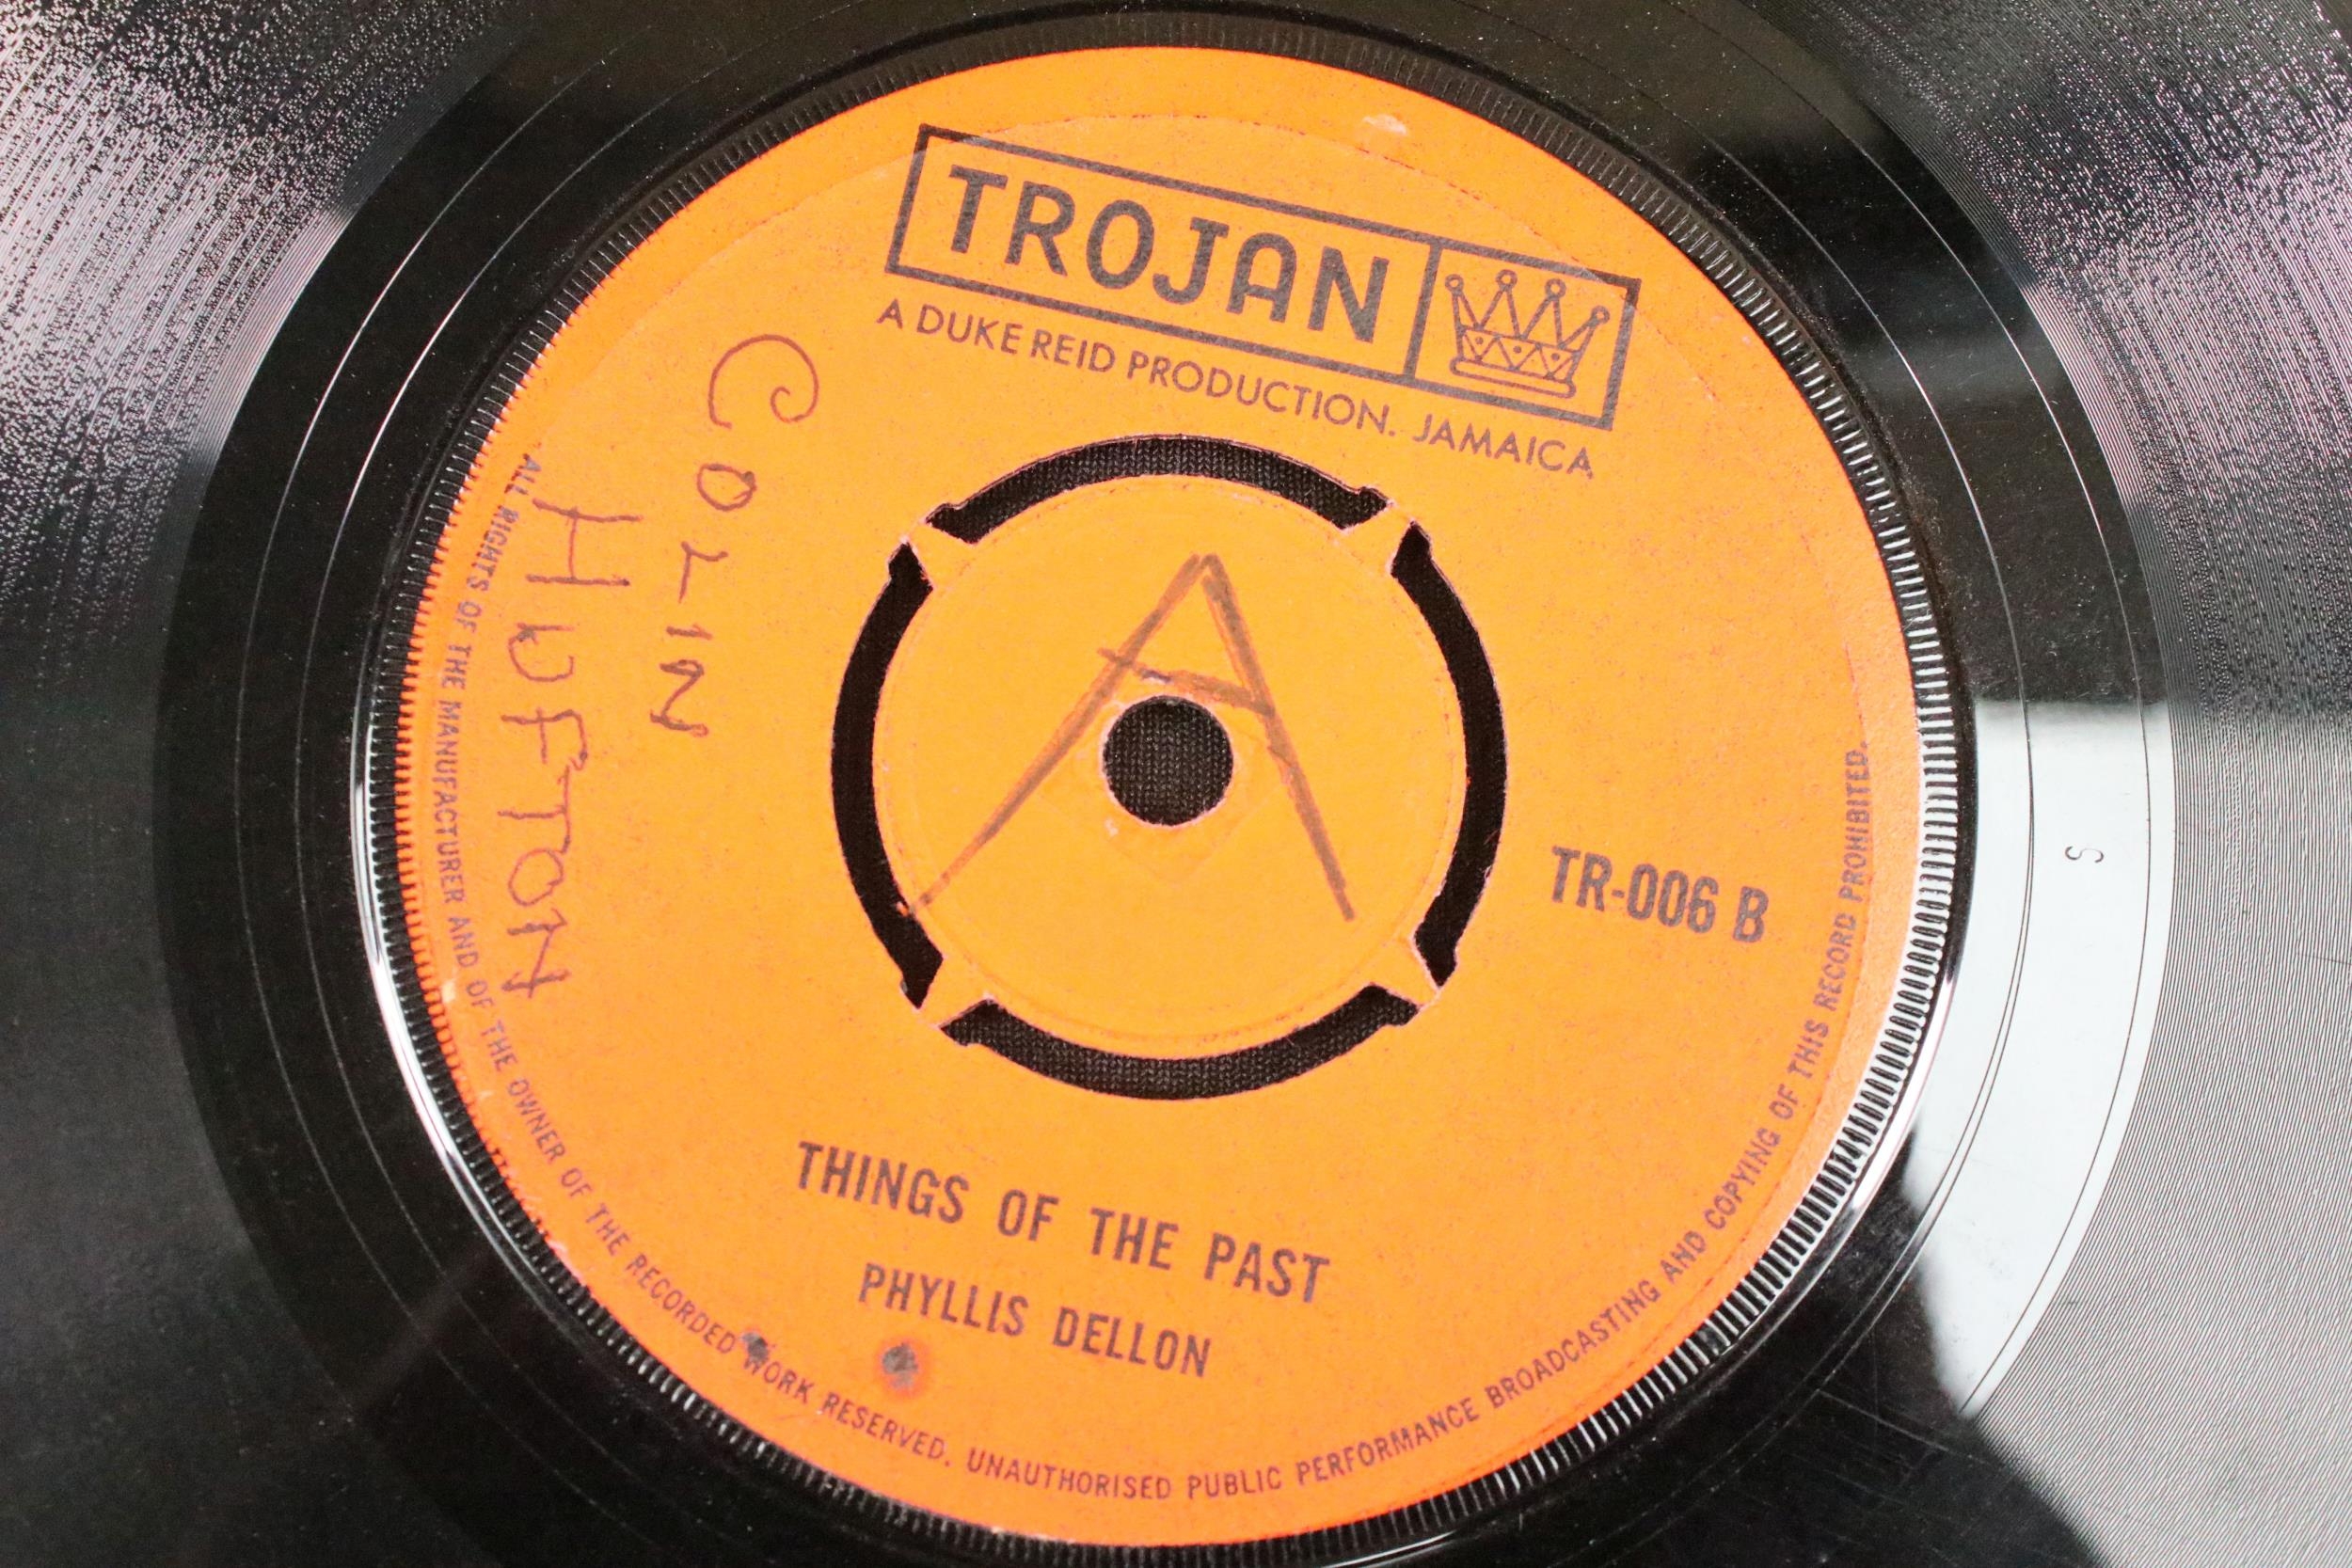 TROJAN
A DUKE REID PRODUCTION. JAMAICA
COLIN
HUFTON
A
TR-006 B
THINGS OF THE PAST
PHYLLIS DELLON
ALL RIGHTS OF THE MANUFACTURER AND OF THE OWNER OF THE RECORDED WORK RESERVED. UNAUTHORISED PUBLIC PERFORMANCE BROADCASTING AND COPYING OF THIS RECORD PROHIBITED.
S